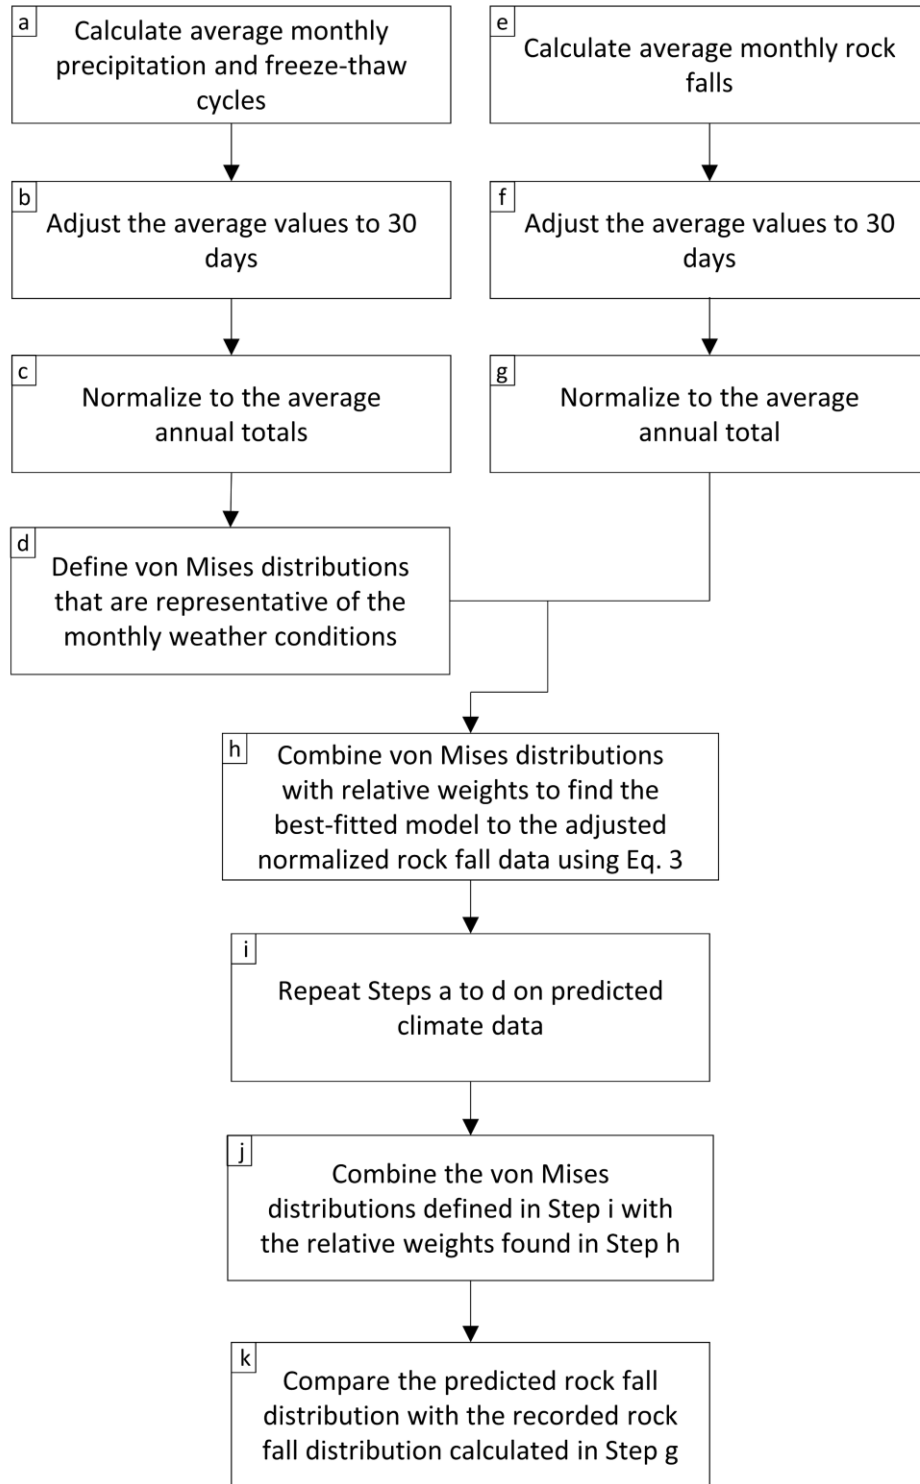 a
Calculate average monthly
precipitation and freeze-thaw
cycles
b
Adjust the average values to 30
days
c
Normalize to the average
annual totals
d
Define von Mises distributions
that are representative of the
monthly weather conditions
e
Calculate average monthly rock
falls
f
Adjust the average values to 30
days
g
Normalize to the average
annual total
h
Combine von Mises distributions
with relative weights to find the
best-fitted model to the adjusted
normalized rock fall data using Eq. 3
i
Repeat Steps a to d on predicted
climate data
j
Combine the von Mises
distributions defined in Step i with
the relative weights found in Step h
k
Compare the predicted rock fall
distribution with the recorded rock
fall distribution calculated in Step g